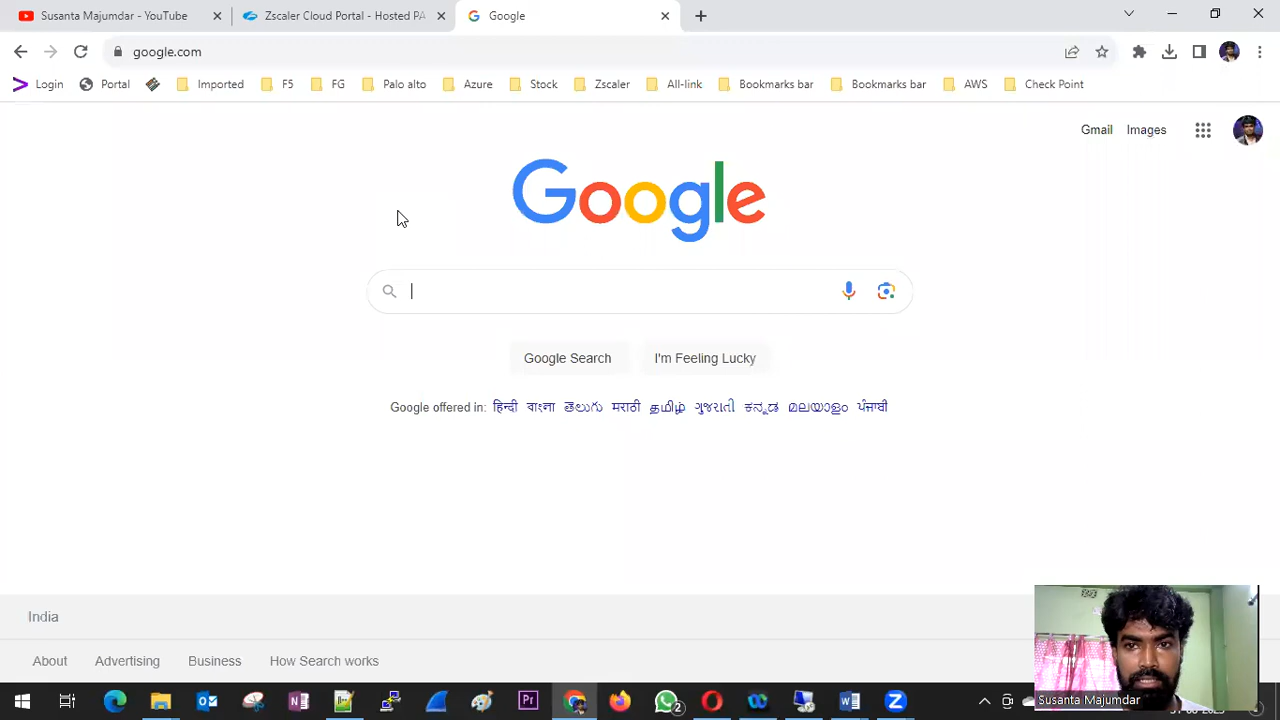 Susanta Majumdar - YouTube
Zscaler Cloud Portal - Hosted PA
Google
google.com
Login Portal Imported F5 FG Palo alto Azure Stock Zscaler All-link Bookmarks bar Bookmarks bar AWS Check Point
Gmail Images
Google
Google Search I'm Feeling Lucky
Google offered in: हिन्दी বাংলা తెలుగు मराठी தமிழ் ગુજરાતી ಕನ್ನಡ മലയാളം ਪੰਜਾਬੀ
India
About Advertising Business How Search works
Pr
2
Susanta Majumdar